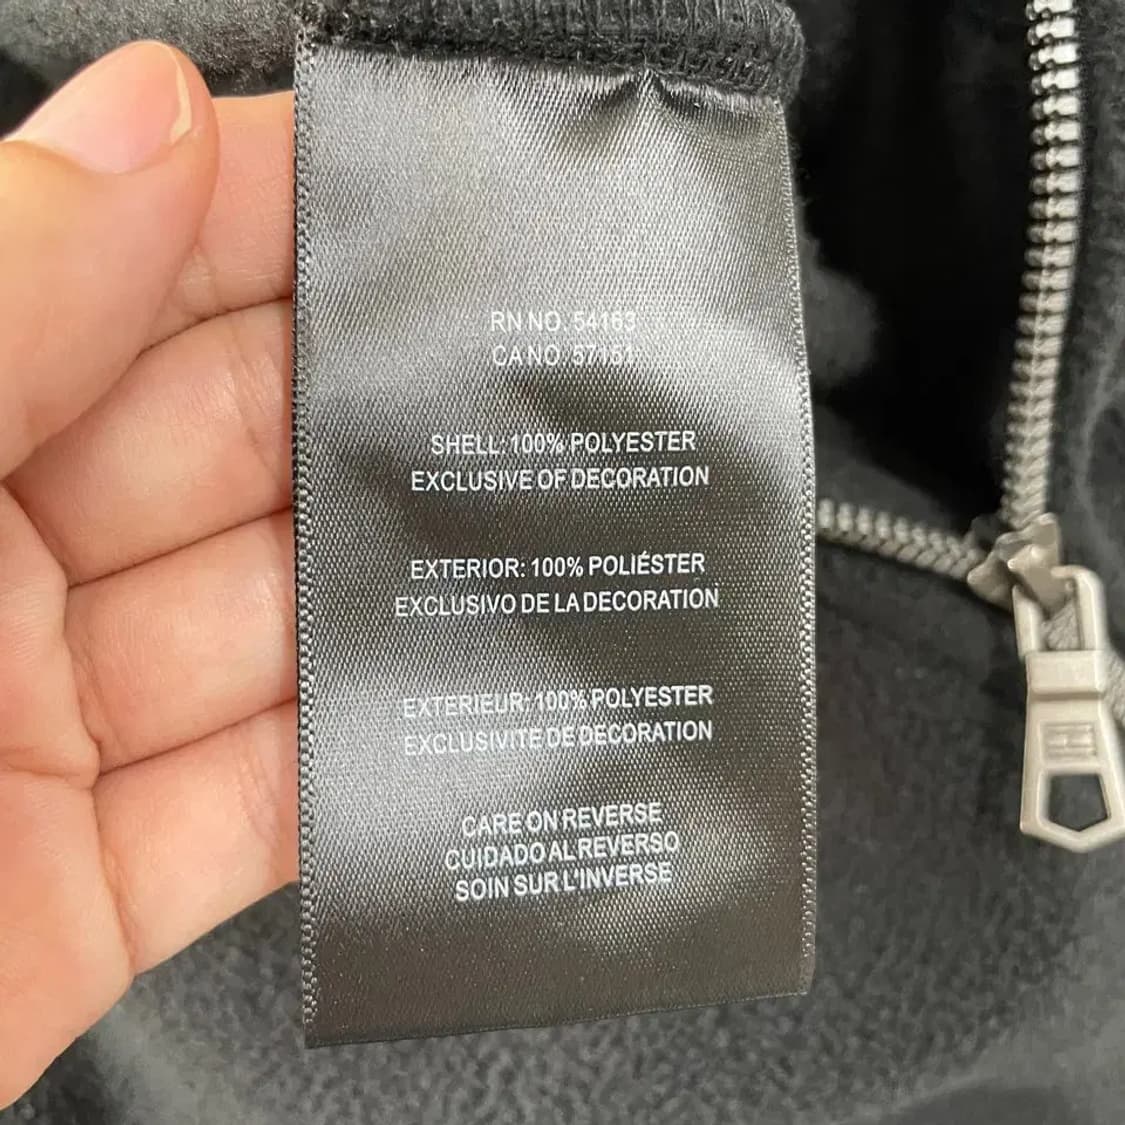 RN NO. 54163
CA NO. 57151
SHELL: 100% POLYESTER
EXCLUSIVE OF DECORATION
EXTERIOR: 100% POLIÉSTER
EXCLUSIVO DE LA DECORATION
EXTERIEUR: 100% POLYESTER
EXCLUSIVITE DE DECORATION
CARE ON REVERSE
CUIDADO AL REVERSO
SOIN SUR L'INVERSE